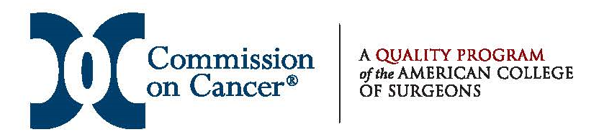 Commission
on Cancer®
A QUALITY PROGRAM
of the AMERICAN COLLEGE
OF SURGEONS